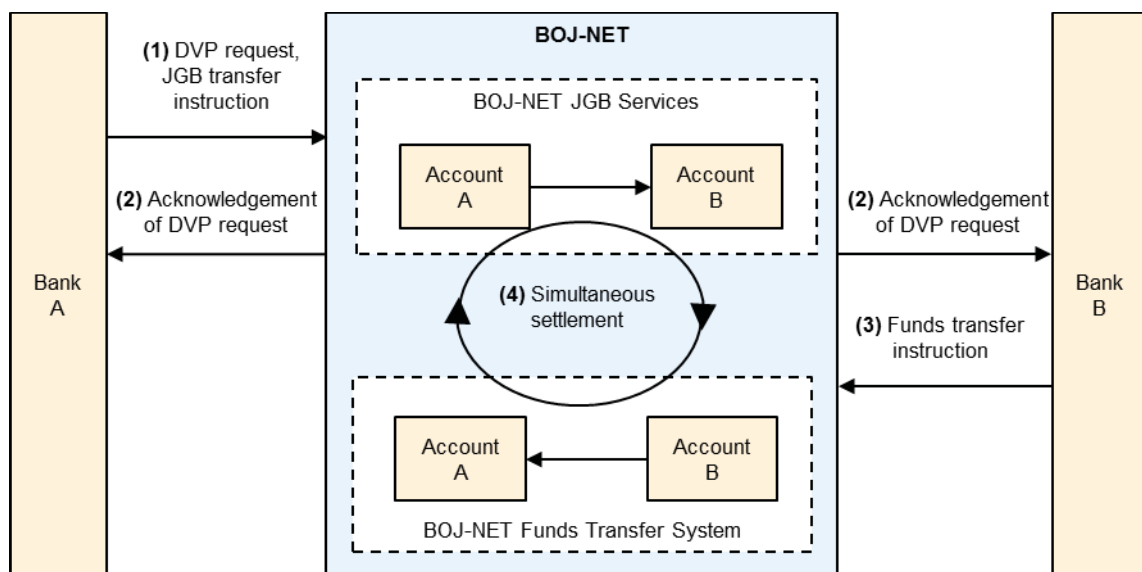 BOJ-NET
(1) DVP request,
JGB transfer
instruction
BOJ-NET JGB Services
Account
A
Account
B
(2) Acknowledgement
of DVP request
(2) Acknowledgement
of DVP request
Bank
A
(4) Simultaneous
settlement
Bank
B
(3) Funds transfer
instruction
Account
A
Account
B
BOJ-NET Funds Transfer System